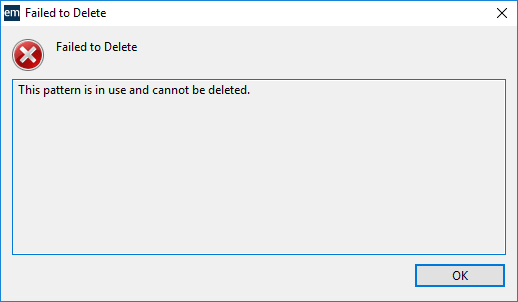 em Failed to Delete
Failed to Delete
This pattern is in use and cannot be deleted.
OK